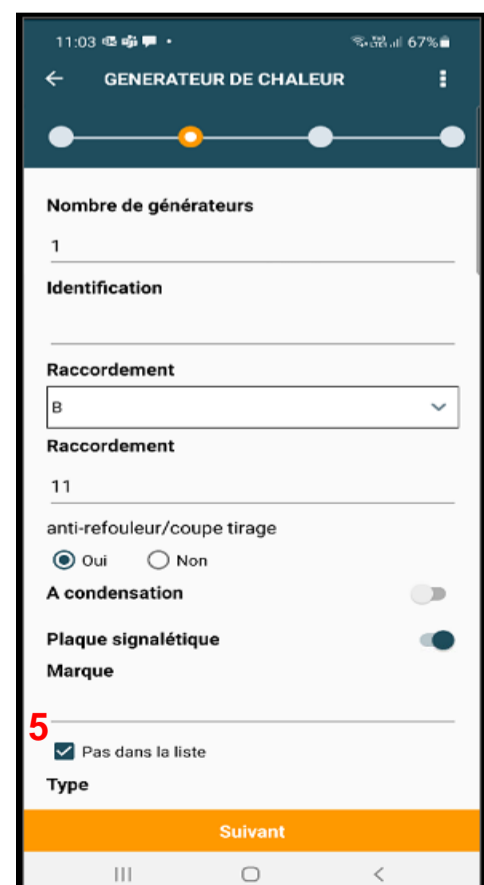 11:03
67%
GENERATEUR DE CHALEUR
Nombre de générateurs
1
Identification
Raccordement
B
Raccordement
11
anti-refouleur/coupe tirage
Oui Non
A condensation
Plaque signalétique
Marque
5
Pas dans la liste
Type
Suivant